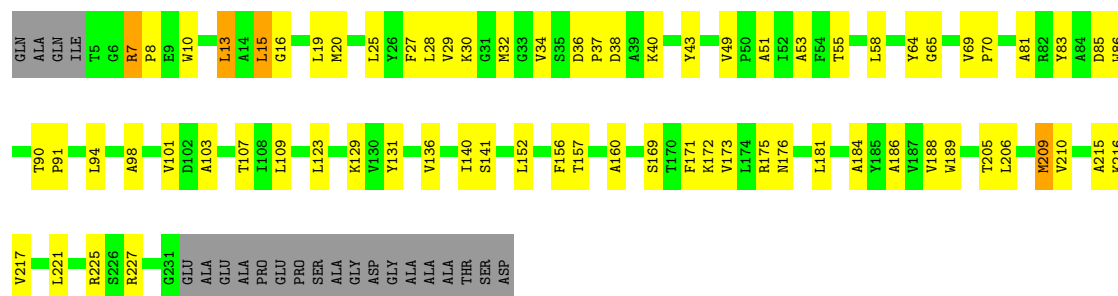 GLN ALA GLN ILE T5 G6 R7 P8 E9 W10 L13 A14 L15 G16 L19 M20 L25 Y26 F27 L28 V29 K30 G31 M32 G33 V34 S35 D36 P37 D38 A39 K40 Y43 V49 P50 A51 I52 A53 F54 T55 L58 Y64 G65 V69 P70 A81 R82 Y83 A84 D85 W86
T90 P91 L94 A98 V101 D102 A103 T107 I108 L109 L123 K129 V130 Y131 V136 I140 S141 L152 F156 T157 A160 S169 T170 F171 K172 V173 L174 R175 N176 L181 A184 Y185 A186 V187 V188 W189 T205 L206 M209 V210 A215 K216
V217 L221 R225 S226 R227 G231 GLU ALA GLU ALA PRO GLU PRO SER ALA GLY ASP GLY ALA ALA ALA THR SER ASP